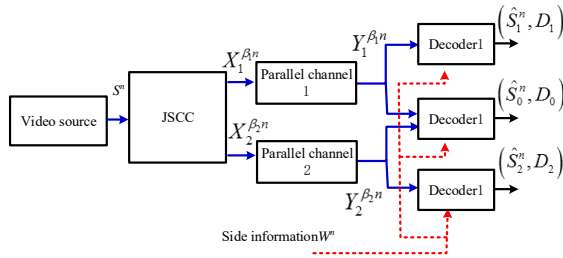 Video source
S^n
JSCC
X_1^{β_1 n}
X_2^{β_2 n}
Parallel channel
1
Parallel channel
2
Y_1^{β_1 n}
Y_2^{β_2 n}
Decoder1
(Ŝ_1^n, D_1)
Decoder1
(Ŝ_0^n, D_0)
Decoder1
(Ŝ_2^n, D_2)
Side information W^n